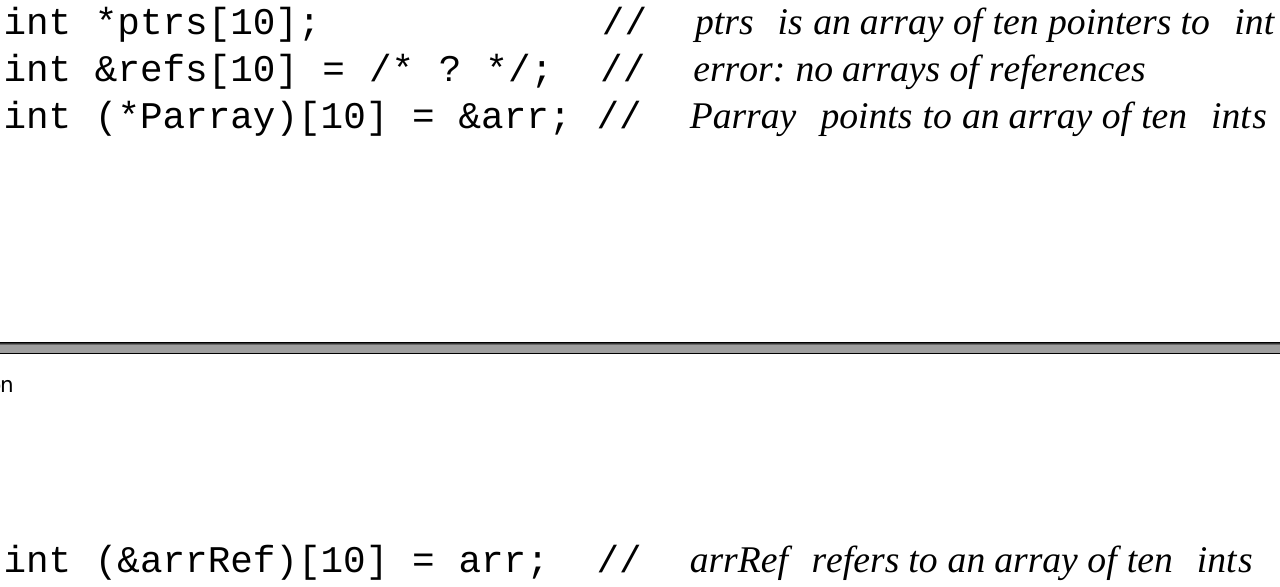 int *ptrs[10];            //  ptrs is an array of ten pointers to int
int &refs[10] = /* ? */;  //  error: no arrays of references
int (*Parray)[10] = &arr; //  Parray points to an array of ten ints
n
int (&arrRef)[10] = arr;  //  arrRef refers to an array of ten ints